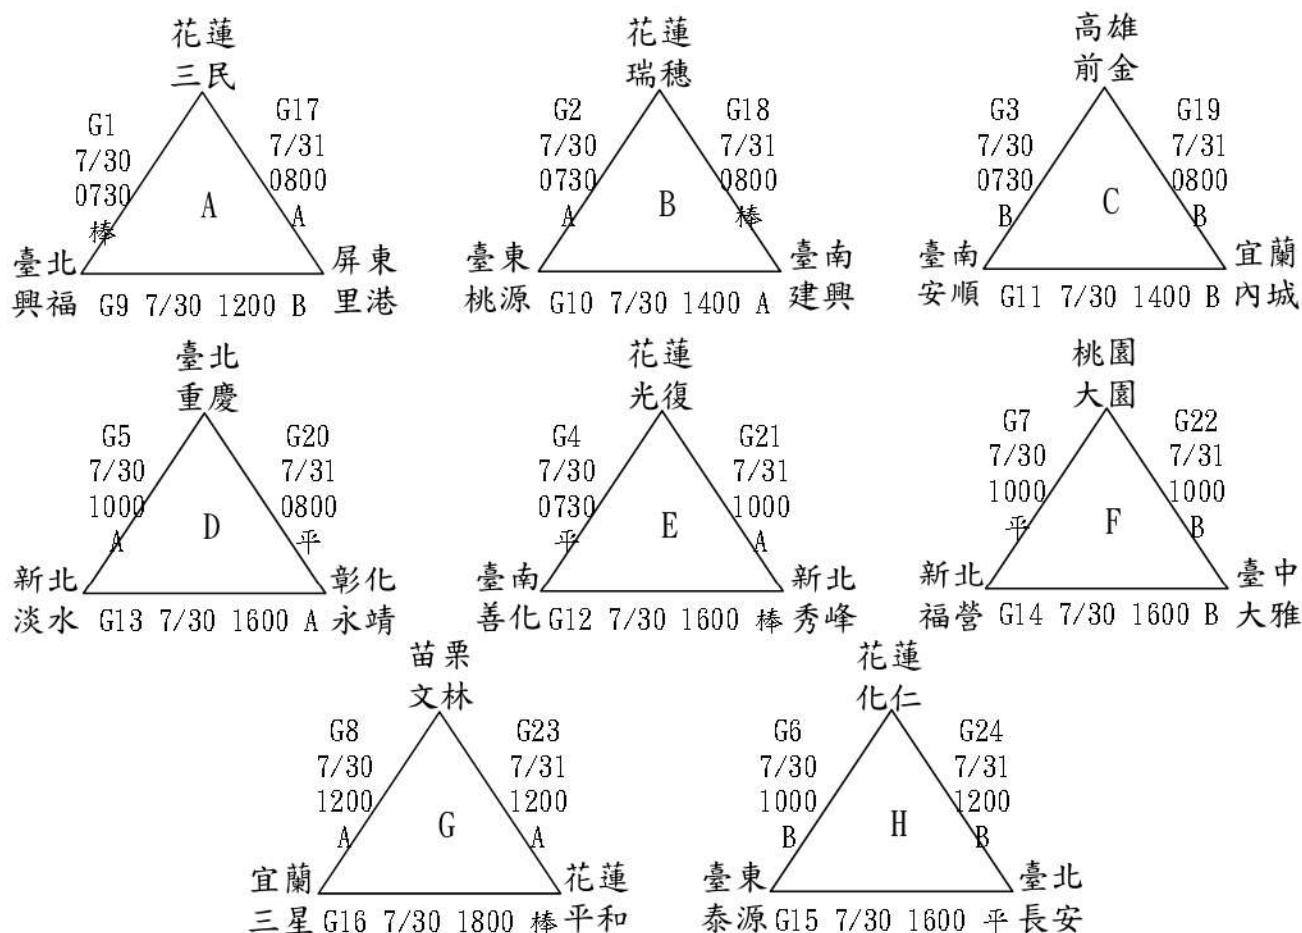 花蓮
三民
G1
7/30
0730
棒
G17
7/31
0800
A
A
臺北
興福
屏東
里港
G9 7/30 1200 B
花蓮
瑞穗
G2
7/30
0730
A
G18
7/31
0800
棒
B
臺東
桃源
臺南
建興
G10 7/30 1400 A
高雄
前金
G3
7/30
0730
B
G19
7/31
0800
B
C
臺南
安順
宜蘭
內城
G11 7/30 1400 B
臺北
重慶
G5
7/30
1000
A
G20
7/31
0800
平
D
新北
淡水
彰化
永靖
G13 7/30 1600 A
花蓮
光復
G4
7/30
0730
平
G21
7/31
1000
A
E
臺南
善化
新北
秀峰
G12 7/30 1600 棒
桃園
大園
G7
7/30
1000
平
G22
7/31
1000
B
F
新北
福營
臺中
大雅
G14 7/30 1600 B
苗栗
文林
G8
7/30
1200
A
G23
7/31
1200
A
G
宜蘭
三星
花蓮
平和
G16 7/30 1800 棒
花蓮
化仁
G6
7/30
1000
B
G24
7/31
1200
B
H
臺東
泰源
臺北
長安
G15 7/30 1600 平